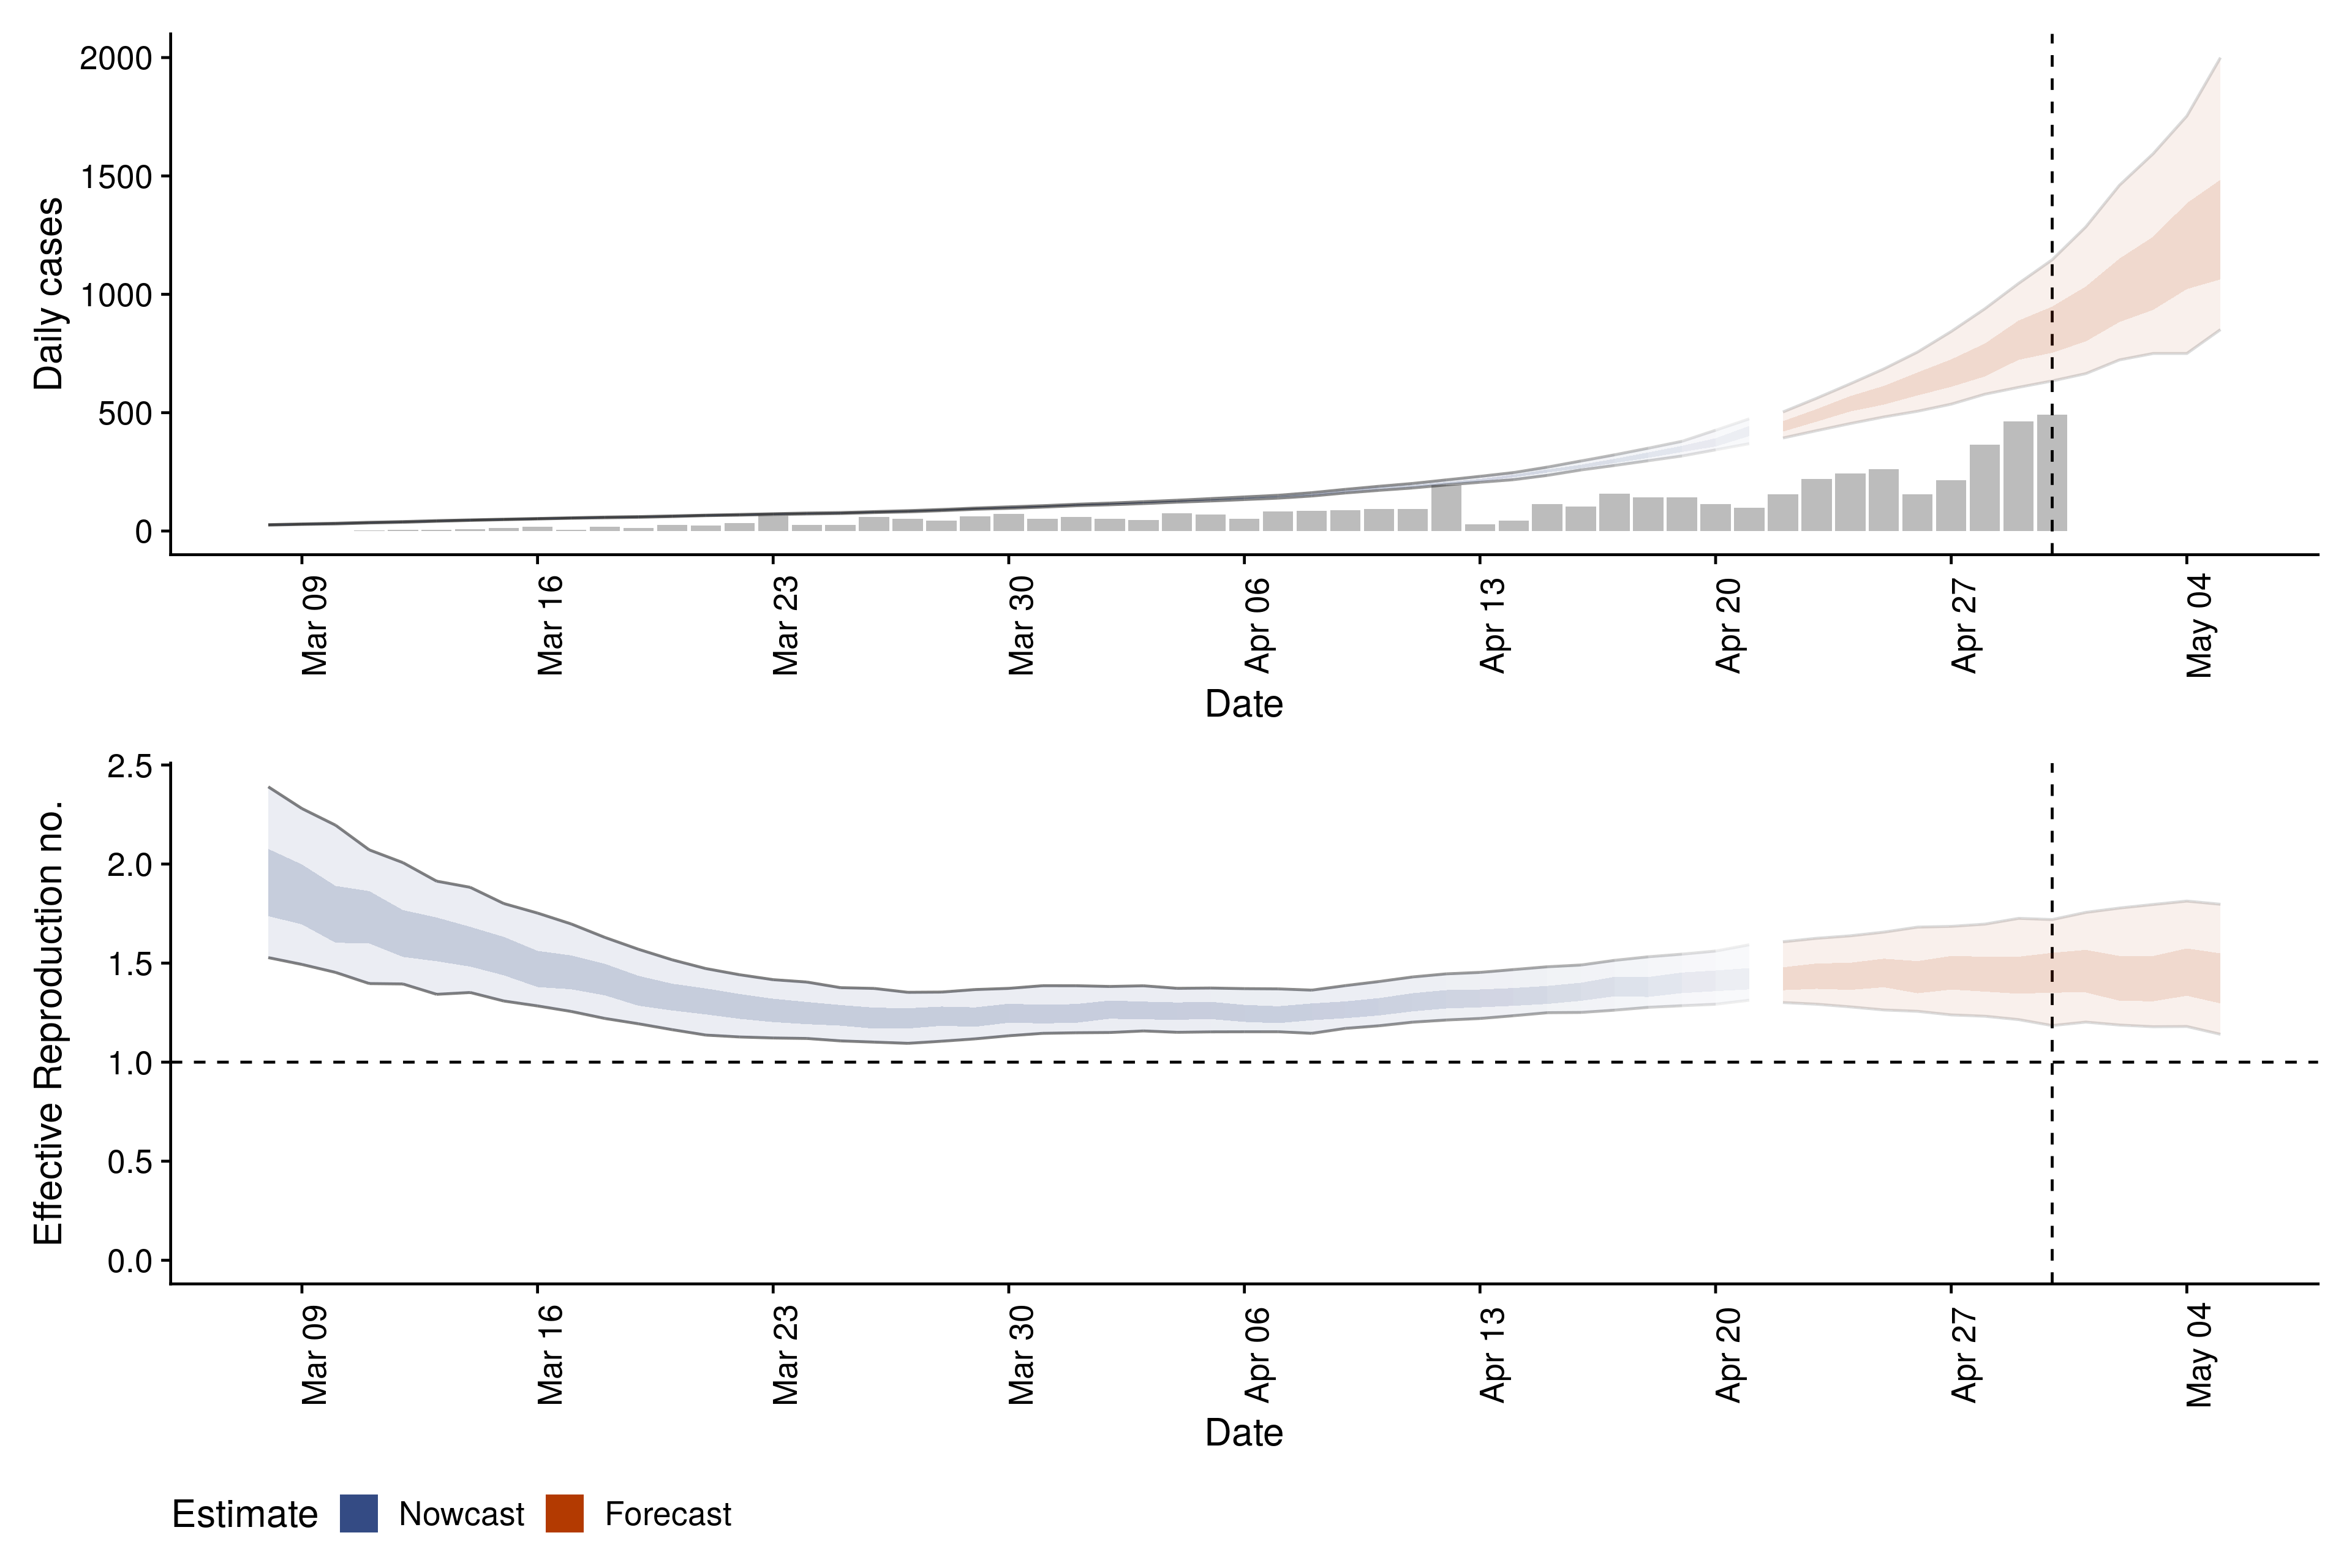 Daily cases
2000
1500
1000
500
0
Mar 09
Mar 16
Mar 23
Mar 30
Apr 06
Apr 13
Apr 20
Apr 27
May 04
Date
Effective Reproduction no.
2.5
2.0
1.5
1.0
0.5
0.0
Mar 09
Mar 16
Mar 23
Mar 30
Apr 06
Apr 13
Apr 20
Apr 27
May 04
Date
Estimate Nowcast Forecast